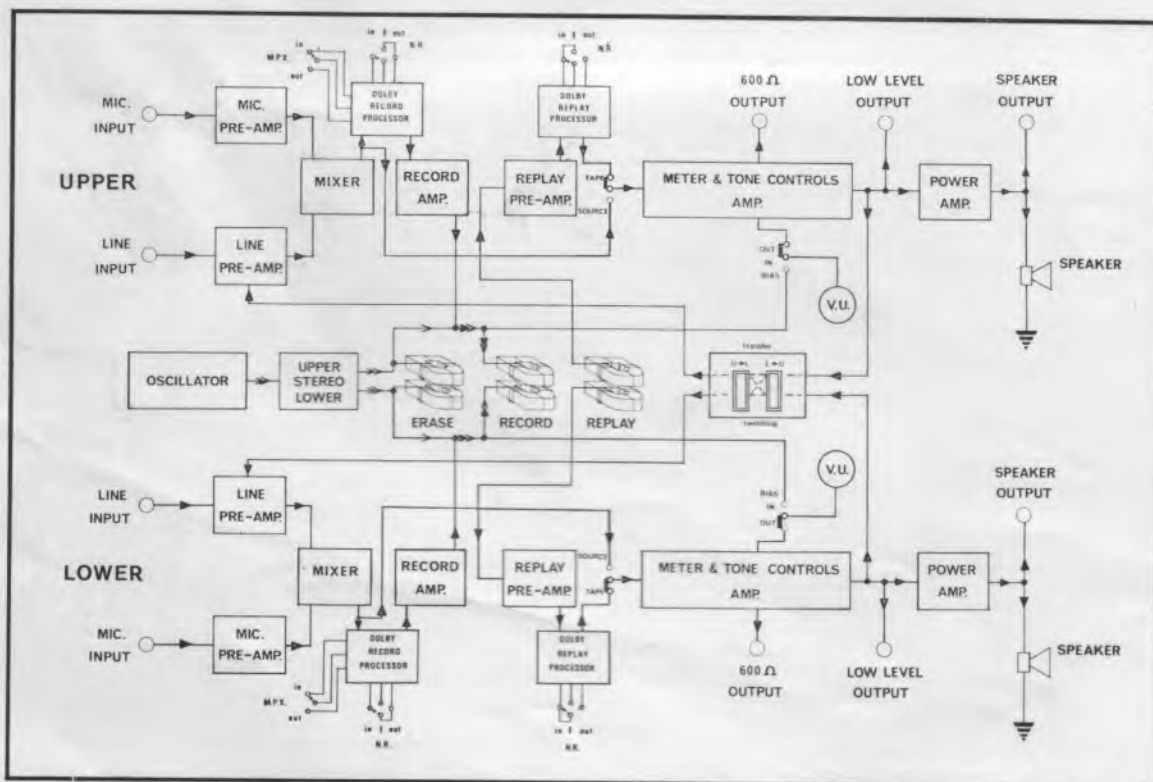 in f out
N.R.
in
M.P.X.
out
DOLBY
RECORD
PROCESSOR
in f out
N.R.
DOLBY
REPLAY
PROCESSOR
600 Ω
OUTPUT
LOW LEVEL
OUTPUT
SPEAKER
OUTPUT
MIC.
INPUT
MIC.
PRE-AMP.
UPPER
MIXER
RECORD
AMP.
REPLAY
PRE-AMP.
TAPE
SOURCE
METER & TONE CONTROLS
AMP.
POWER
AMP.
LINE
INPUT
LINE
PRE-AMP.
OUT
IN
BIAS
V.U.
SPEAKER
OSCILLATOR
UPPER
STEREO
LOWER
ERASE
RECORD
REPLAY
transfer
U→L
L→U
LINE
INPUT
LINE
PRE-AMP.
BIAS
IN
OUT
V.U.
SPEAKER
OUTPUT
LOWER
MIXER
RECORD
AMP.
REPLAY
PRE-AMP.
SOURCE
TAPE
METER & TONE CONTROLS
AMP.
POWER
AMP.
MIC.
INPUT
MIC.
PRE-AMP.
DOLBY
RECORD
PROCESSOR
DOLBY
REPLAY
PROCESSOR
600 Ω
OUTPUT
LOW LEVEL
OUTPUT
SPEAKER
in
M.P.X.
out
in f out
N.R.
in f out
N.R.